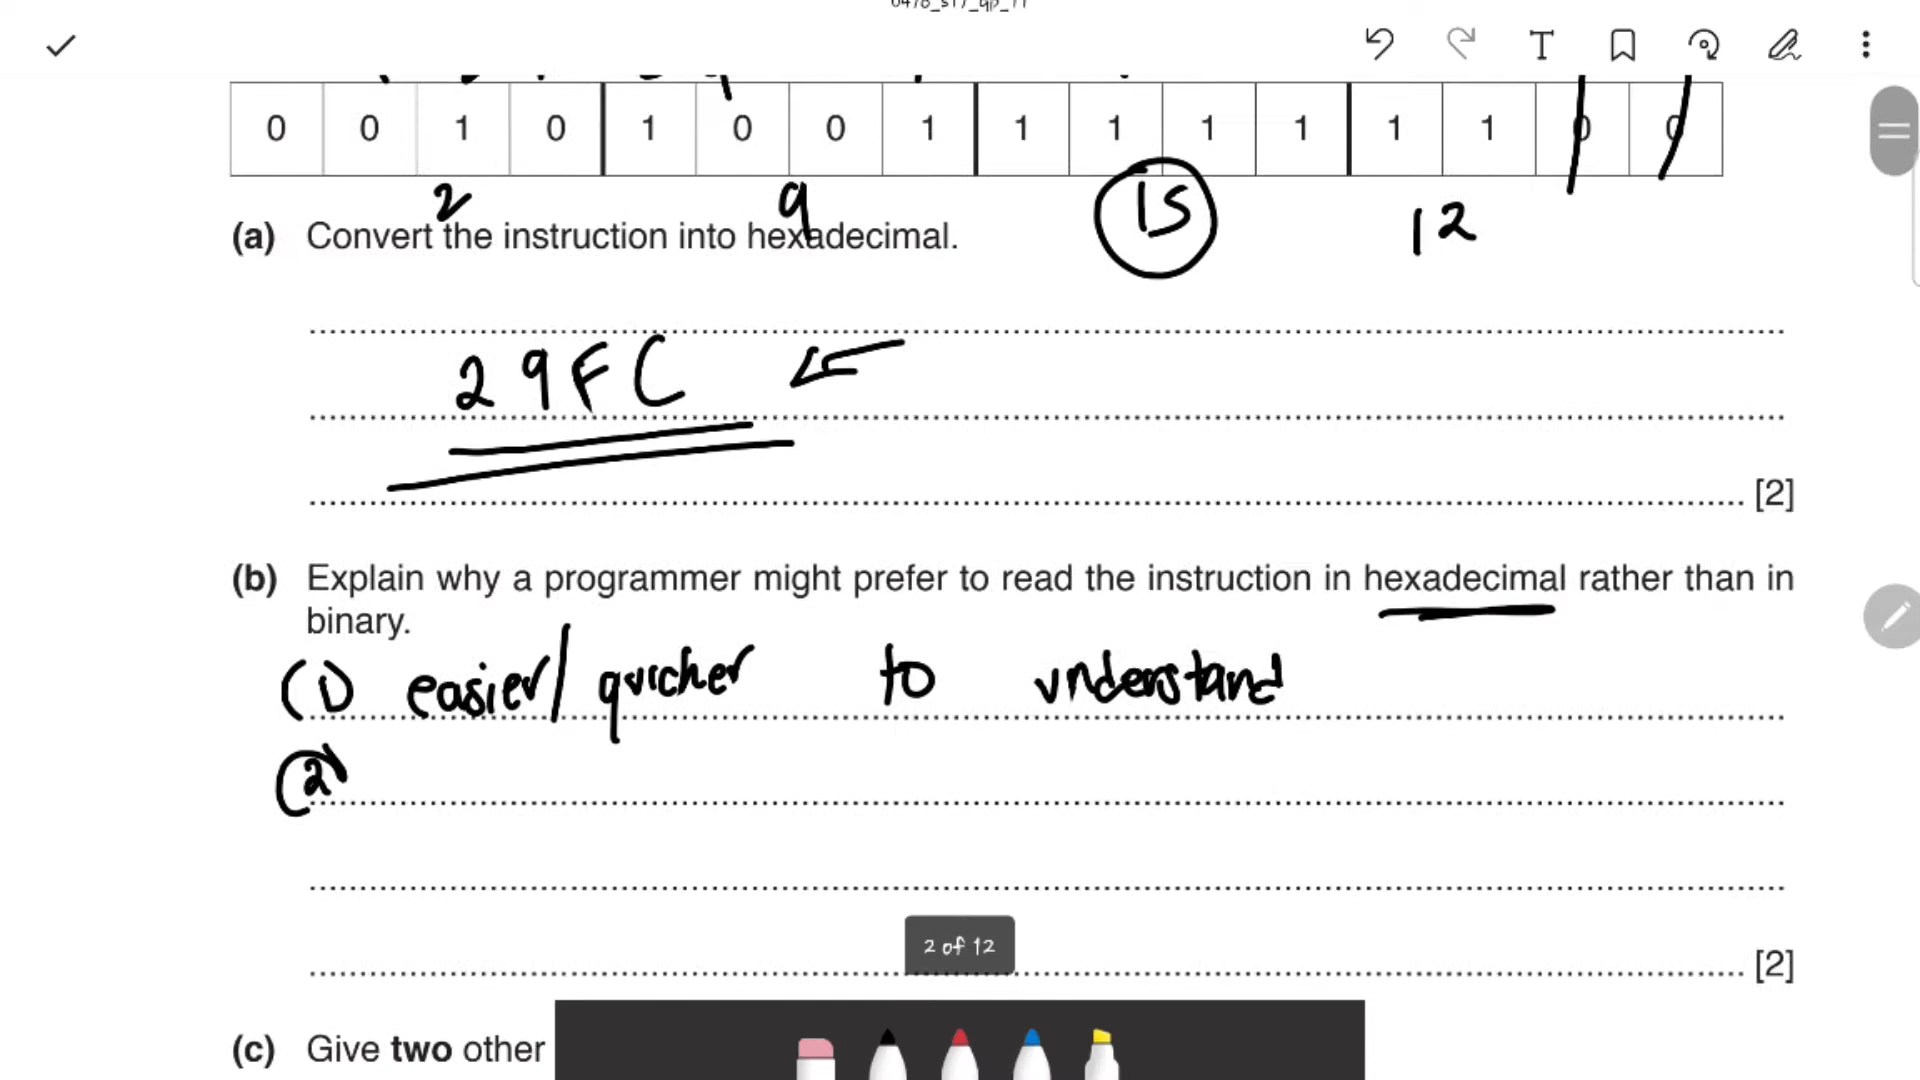 0478_s17_qp_11
0 0 1 0 1 0 0 1 1 1 1 1 1 1 0 0
2 9 15 12
(a) Convert the instruction into hexadecimal.
29FC
[2]
(b) Explain why a programmer might prefer to read the instruction in hexadecimal rather than in
binary.
(1) easier/quicker to understand
(2)
2 of 12
[2]
(c) Give two other